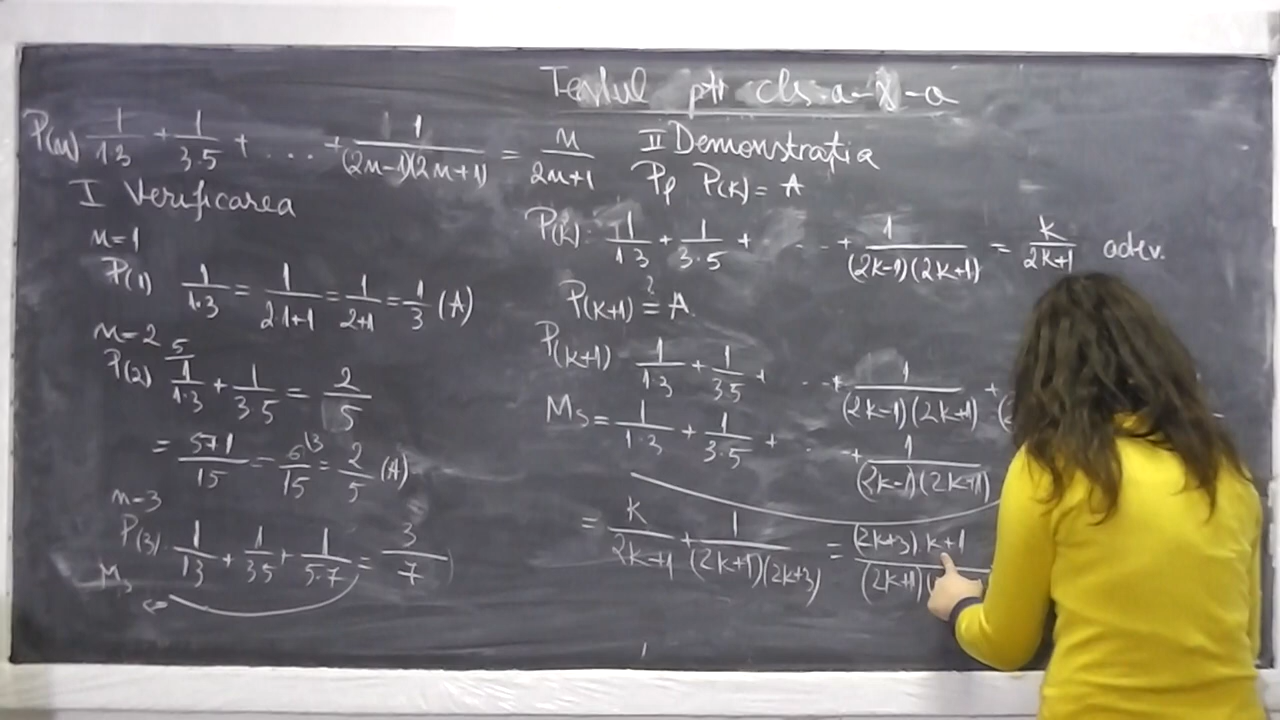 Testul ptr cls. a-X-a
P(n) 1/1·3 + 1/3·5 + ... + 1/(2n-1)(2n+1) = n/2n+1
I Verificarea
n=1
P(1) 1/1·3 = 1/2·1+1 = 1/2+1 = 1/3 (A)
n=2
P(2) 5/ 1/1·3 + 1/3·5 = 2/5
= 5+1/15 = 6/15 (3 = 2/5 (A)
n=3
P(3) 1/1·3 + 1/3·5 + 1/5·7 = 3/7
Ms
II Demonstrația
Pp P(k) = A
P(k): 1/1·3 + 1/3·5 + ... + 1/(2k-1)(2k+1) = k/2k+1 adev.
P(k+1) ?= A.
P(k+1) 1/1·3 + 1/3·5 + ... + 1/(2k-1)(2k+1) +
Ms = 1/1·3 + 1/3·5 + ... + 1/(2k-1)(2k+1)
= k/2k+1 + 1/(2k+1)(2k+3) = (2k+3)·k+1/(2k+1)